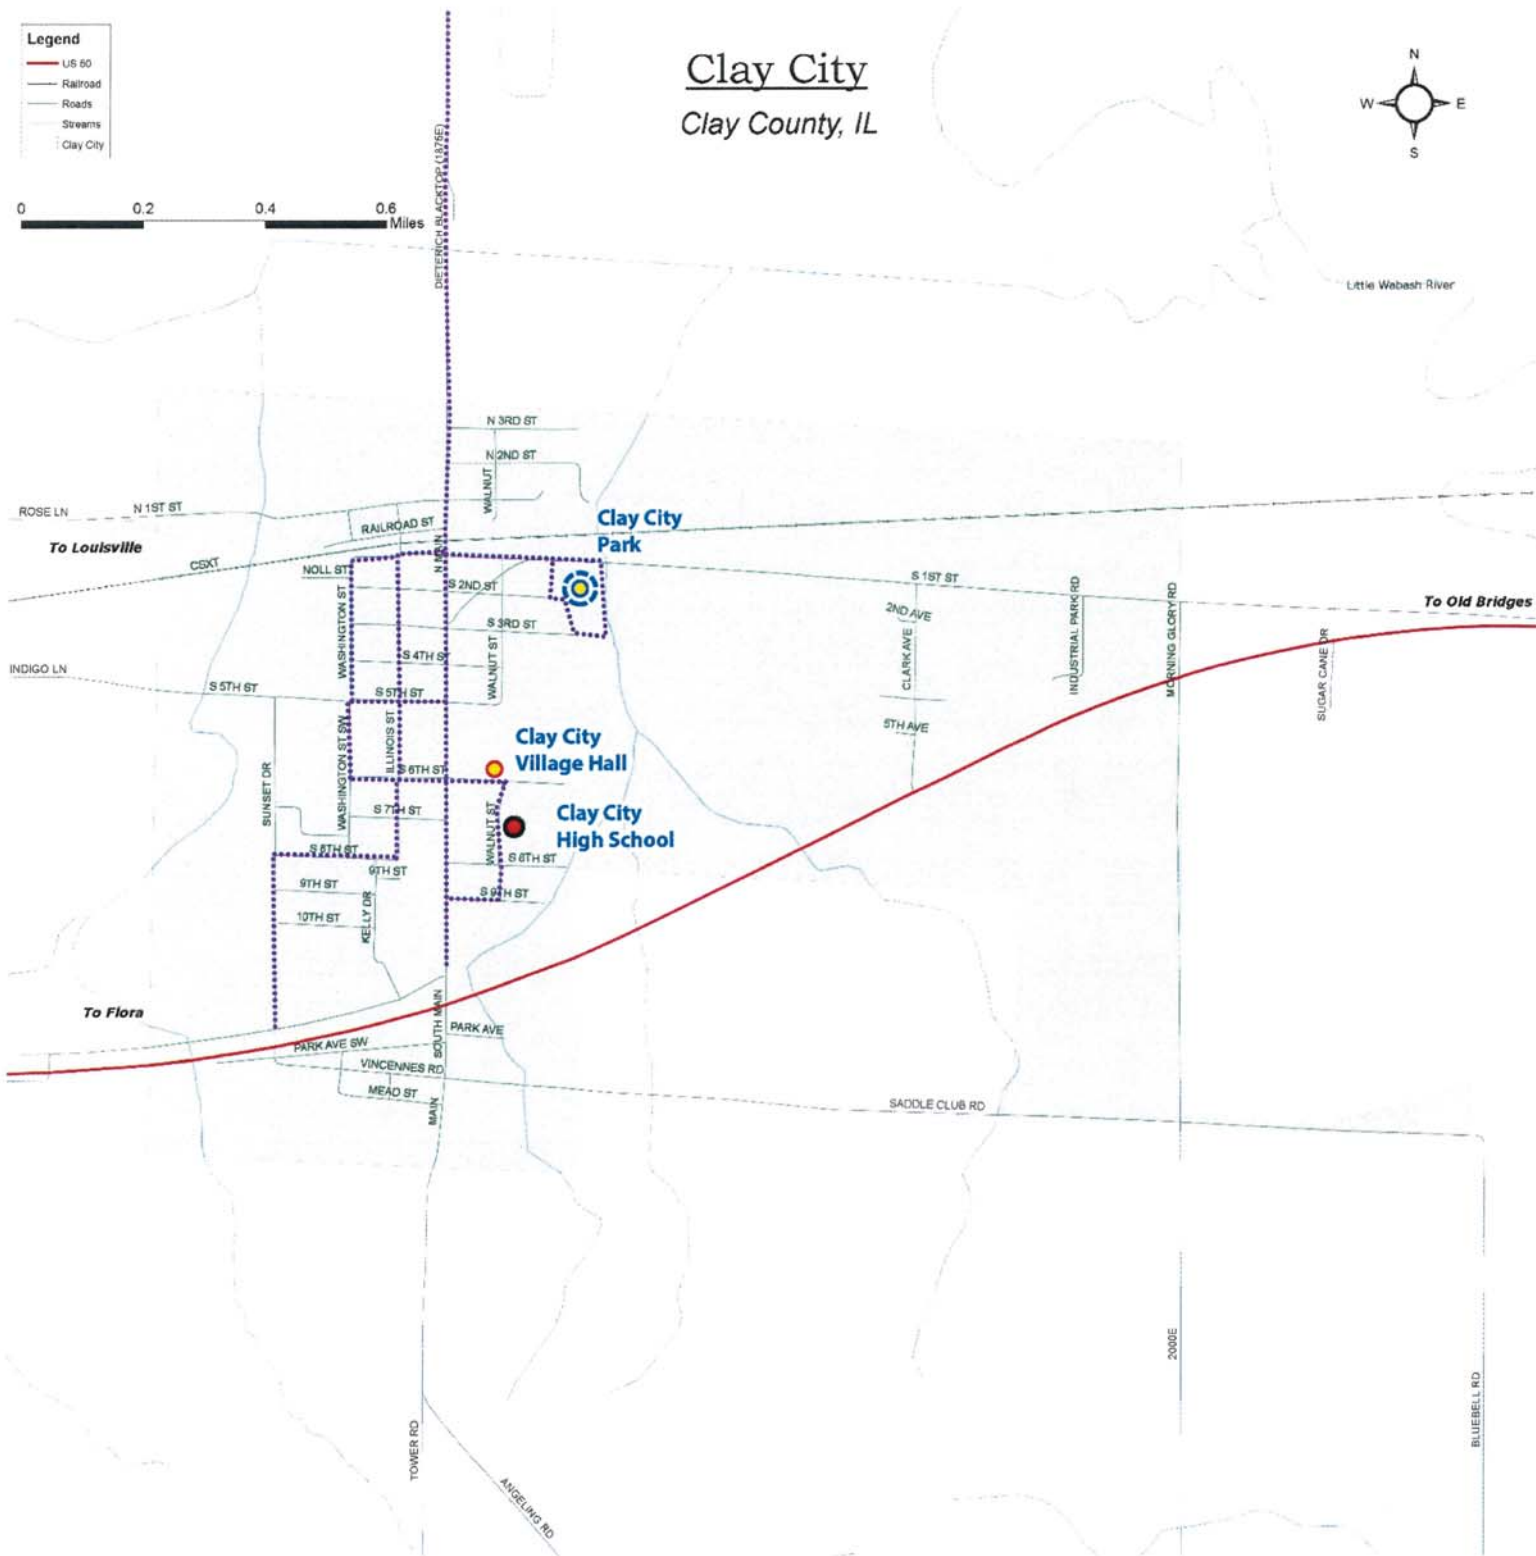 Legend
US 60
Railroad
Roads
Streams
Clay City
0 0.2 0.4 0.6
Miles
Clay City
Clay County, IL
N
W E
S
DIETERICH BLACKTOP (1875E)
Little Wabash River
N 3RD ST
N 2ND ST
WALNUT
ROSE LN
N 1ST ST
RAILROAD ST
Clay City
Park
To Louisville
CSXT
N MAIN
NOLL ST
S 2ND ST
S 1ST ST
To Old Bridges
WASHINGTON ST
S 3RD ST
2ND AVE
CLARK AVE
INDUSTRIAL PARK RD
MORNING GLORY RD
SUGAR CANE DR
S 4TH ST
WALNUT ST
INDIGO LN
S 5TH ST
S 5TH ST
5TH AVE
WASHINGTON ST SW
ILLINOIS ST
Clay City
Village Hall
S 6TH ST
SUNSET DR
S 7TH ST
WALNUT ST
Clay City
High School
S 8TH ST
S 8TH ST
9TH ST
9TH ST
S 9TH ST
10TH ST
KELLY DR
To Flora
SOUTH MAIN
PARK AVE
PARK AVE SW
VINCENNES RD
MEAD ST
MAIN
SADDLE CLUB RD
2000E
BLUEBELL RD
TOWER RD
ANGELING RD